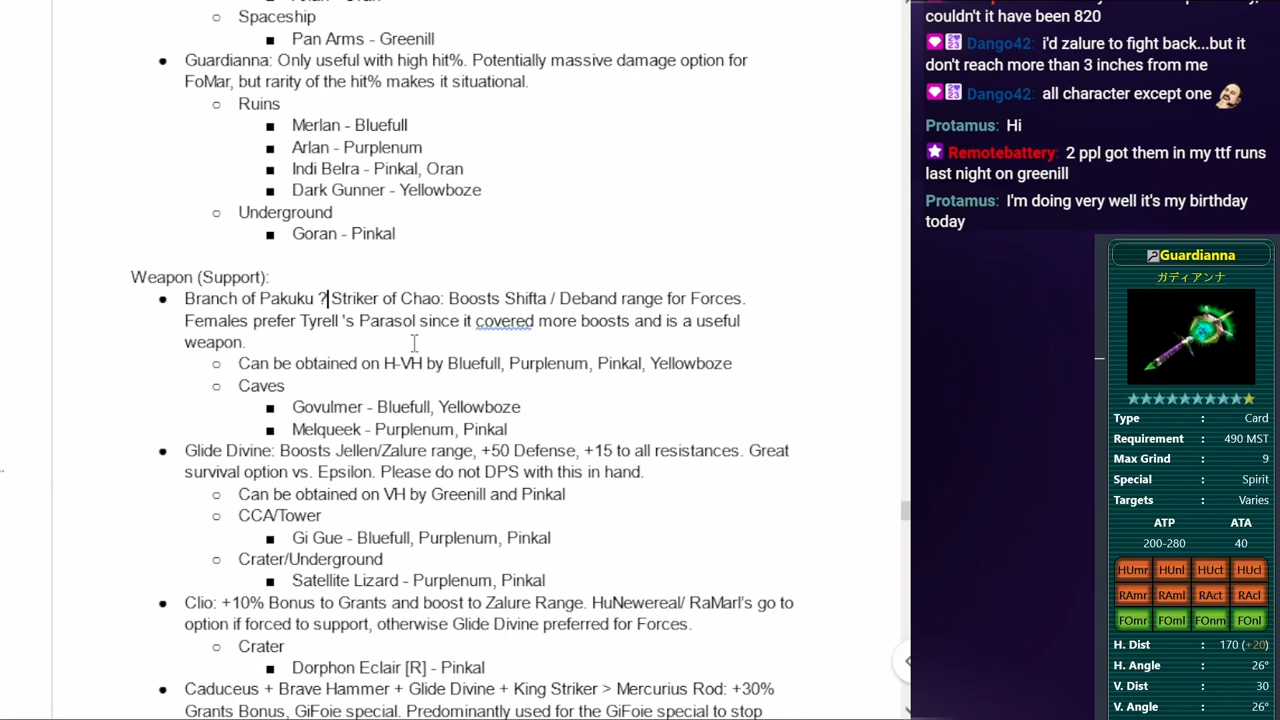 Spaceship
Pan Arms - Greenill
Guardianna: Only useful with high hit%. Potentially massive damage option for
FoMar, but rarity of the hit% makes it situational.
Ruins
Merlan - Bluefull
Arlan - Purplenum
Indi Belra - Pinkal, Oran
Dark Gunner - Yellowboze
Underground
Goran - Pinkal
Weapon (Support):
Branch of Pakuku ?Striker of Chao: Boosts Shifta / Deband range for Forces.
Females prefer Tyrell 's Parasol since it covered more boosts and is a useful
weapon.
Can be obtained on H-VH by Bluefull, Purplenum, Pinkal, Yellowboze
Caves
Govulmer - Bluefull, Yellowboze
Melqueek - Purplenum, Pinkal
Glide Divine: Boosts Jellen/Zalure range, +50 Defense, +15 to all resistances. Great
survival option vs. Epsilon. Please do not DPS with this in hand.
Can be obtained on VH by Greenill and Pinkal
CCA/Tower
Gi Gue - Bluefull, Purplenum, Pinkal
Crater/Underground
Satellite Lizard - Purplenum, Pinkal
Clio: +10% Bonus to Grants and boost to Zalure Range. HuNewereal/ RaMarl's go to
option if forced to support, otherwise Glide Divine preferred for Forces.
Crater
Dorphon Eclair [R] - Pinkal
Caduceus + Brave Hammer + Glide Divine + King Striker > Mercurius Rod: +30%
Grants Bonus, GiFoie special. Predominantly used for the GiFoie special to stop
couldn't it have been 820
Dango42: i'd zalure to fight back...but it
don't reach more than 3 inches from me
Dango42: all character except one
Protamus: Hi
Remotebattery: 2 ppl got them in my ttf runs
last night on greenill
Protamus: I'm doing very well it's my birthday
today
Guardianna
ガディアンナ
Type : Card
Requirement : 490 MST
Max Grind : 9
Special : Spirit
Targets : Varies
ATP ATA
200-280 40
HUmr HUnl HUct HUcl
RAmr RAml RAct RAcl
FOmr FOml FOnm FOnl
H. Dist : 170 (+20)
H. Angle : 26°
V. Dist : 30
V. Angle : 26°